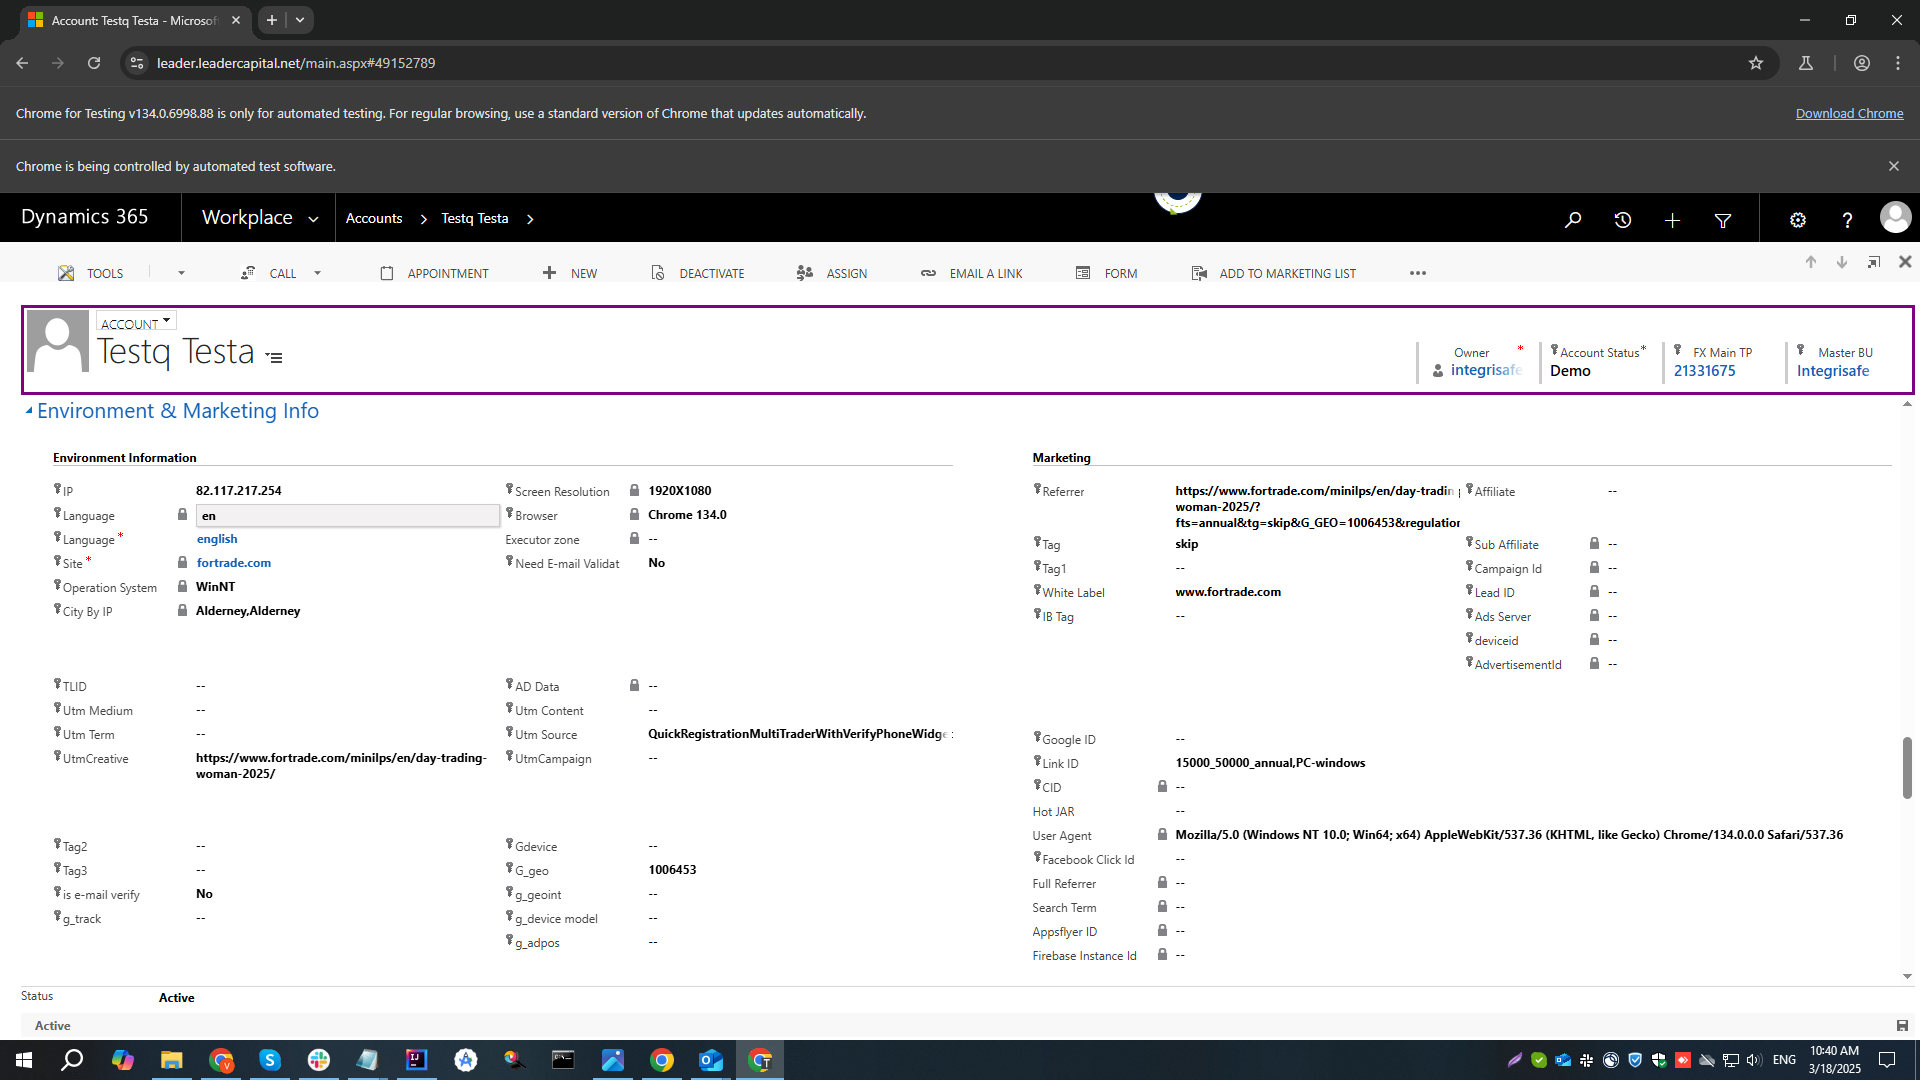 Account: Testq Testa - Microsof
leader.leadercapital.net/main.aspx#49152789
Chrome for Testing v134.0.6998.88 is only for automated testing. For regular browsing, use a standard version of Chrome that updates automatically.
Download Chrome
Chrome is being controlled by automated test software.
Dynamics 365
Workplace
Accounts
Testq Testa
TOOLS
CALL
APPOINTMENT
NEW
DEACTIVATE
ASSIGN
EMAIL A LINK
FORM
ADD TO MARKETING LIST
ACCOUNT
Testq Testa
Owner *
integrisafe
Account Status *
Demo
FX Main TP
21331675
Master BU
Integrisafe
Environment & Marketing Info
Environment Information
IP 82.117.217.254
Language en
Language * english
Site * fortrade.com
Operation System WinNT
City By IP Alderney,Alderney
Screen Resolution 1920X1080
Browser Chrome 134.0
Executor zone --
Need E-mail Validat No
TLID --
Utm Medium --
Utm Term --
UtmCreative https://www.fortrade.com/minilps/en/day-trading-
woman-2025/
AD Data --
Utm Content --
Utm Source QuickRegistrationMultiTraderWithVerifyPhoneWidge
UtmCampaign --
Tag2 --
Tag3 --
is e-mail verify No
g_track --
Gdevice --
G_geo 1006453
g_geoint --
g_device model --
g_adpos --
Marketing
Referrer https://www.fortrade.com/minilps/en/day-tradin
woman-2025/?
fts=annual&tg=skip&G_GEO=1006453&regulation
Tag skip
Tag1 --
White Label www.fortrade.com
IB Tag --
Affiliate --
Sub Affiliate --
Campaign Id --
Lead ID --
Ads Server --
deviceid --
AdvertisementId --
Google ID --
Link ID 15000_50000_annual,PC-windows
CID --
Hot JAR --
User Agent Mozilla/5.0 (Windows NT 10.0; Win64; x64) AppleWebKit/537.36 (KHTML, like Gecko) Chrome/134.0.0.0 Safari/537.36
Facebook Click Id --
Full Referrer --
Search Term --
Appsflyer ID --
Firebase Instance Id --
Status Active
Active
ENG
10:40 AM
3/18/2025